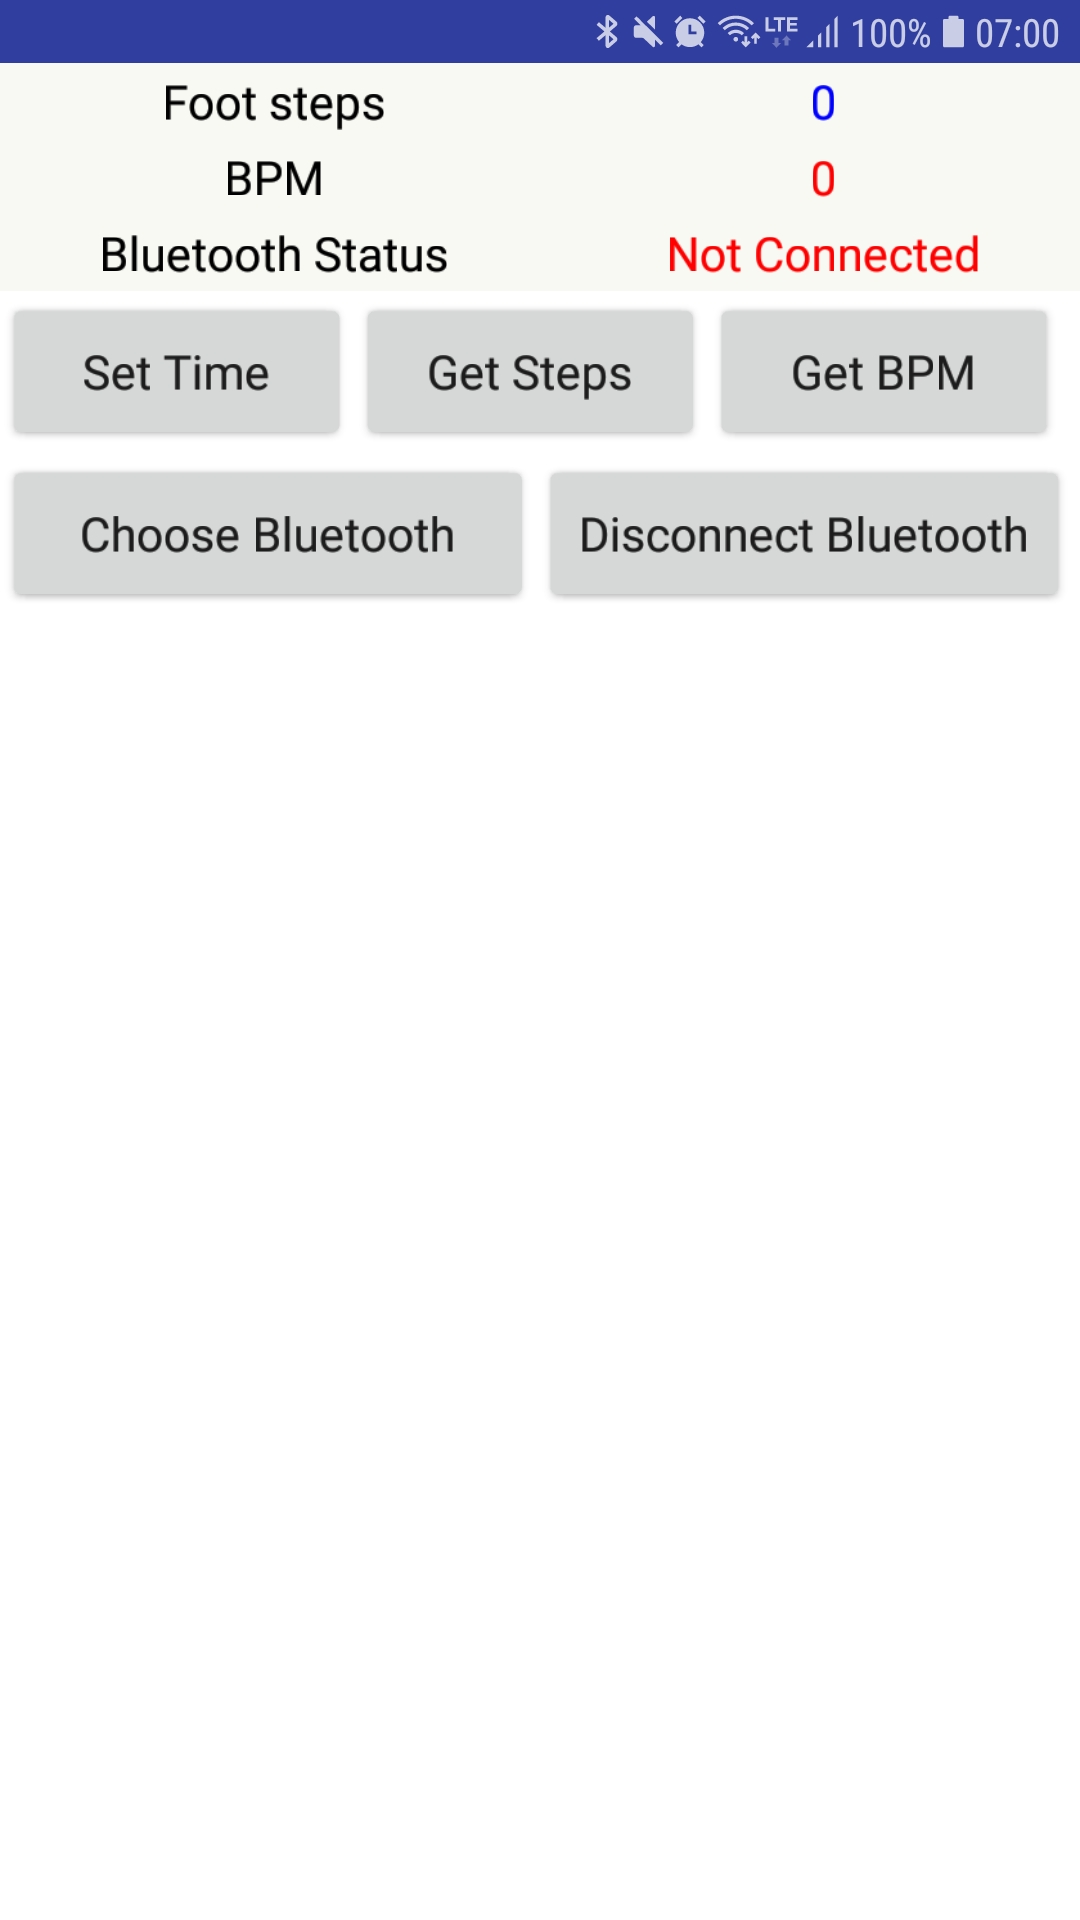 LTE 100% 07:00
Foot steps 0
BPM 0
Bluetooth Status Not Connected
Set Time Get Steps Get BPM
Choose Bluetooth Disconnect Bluetooth